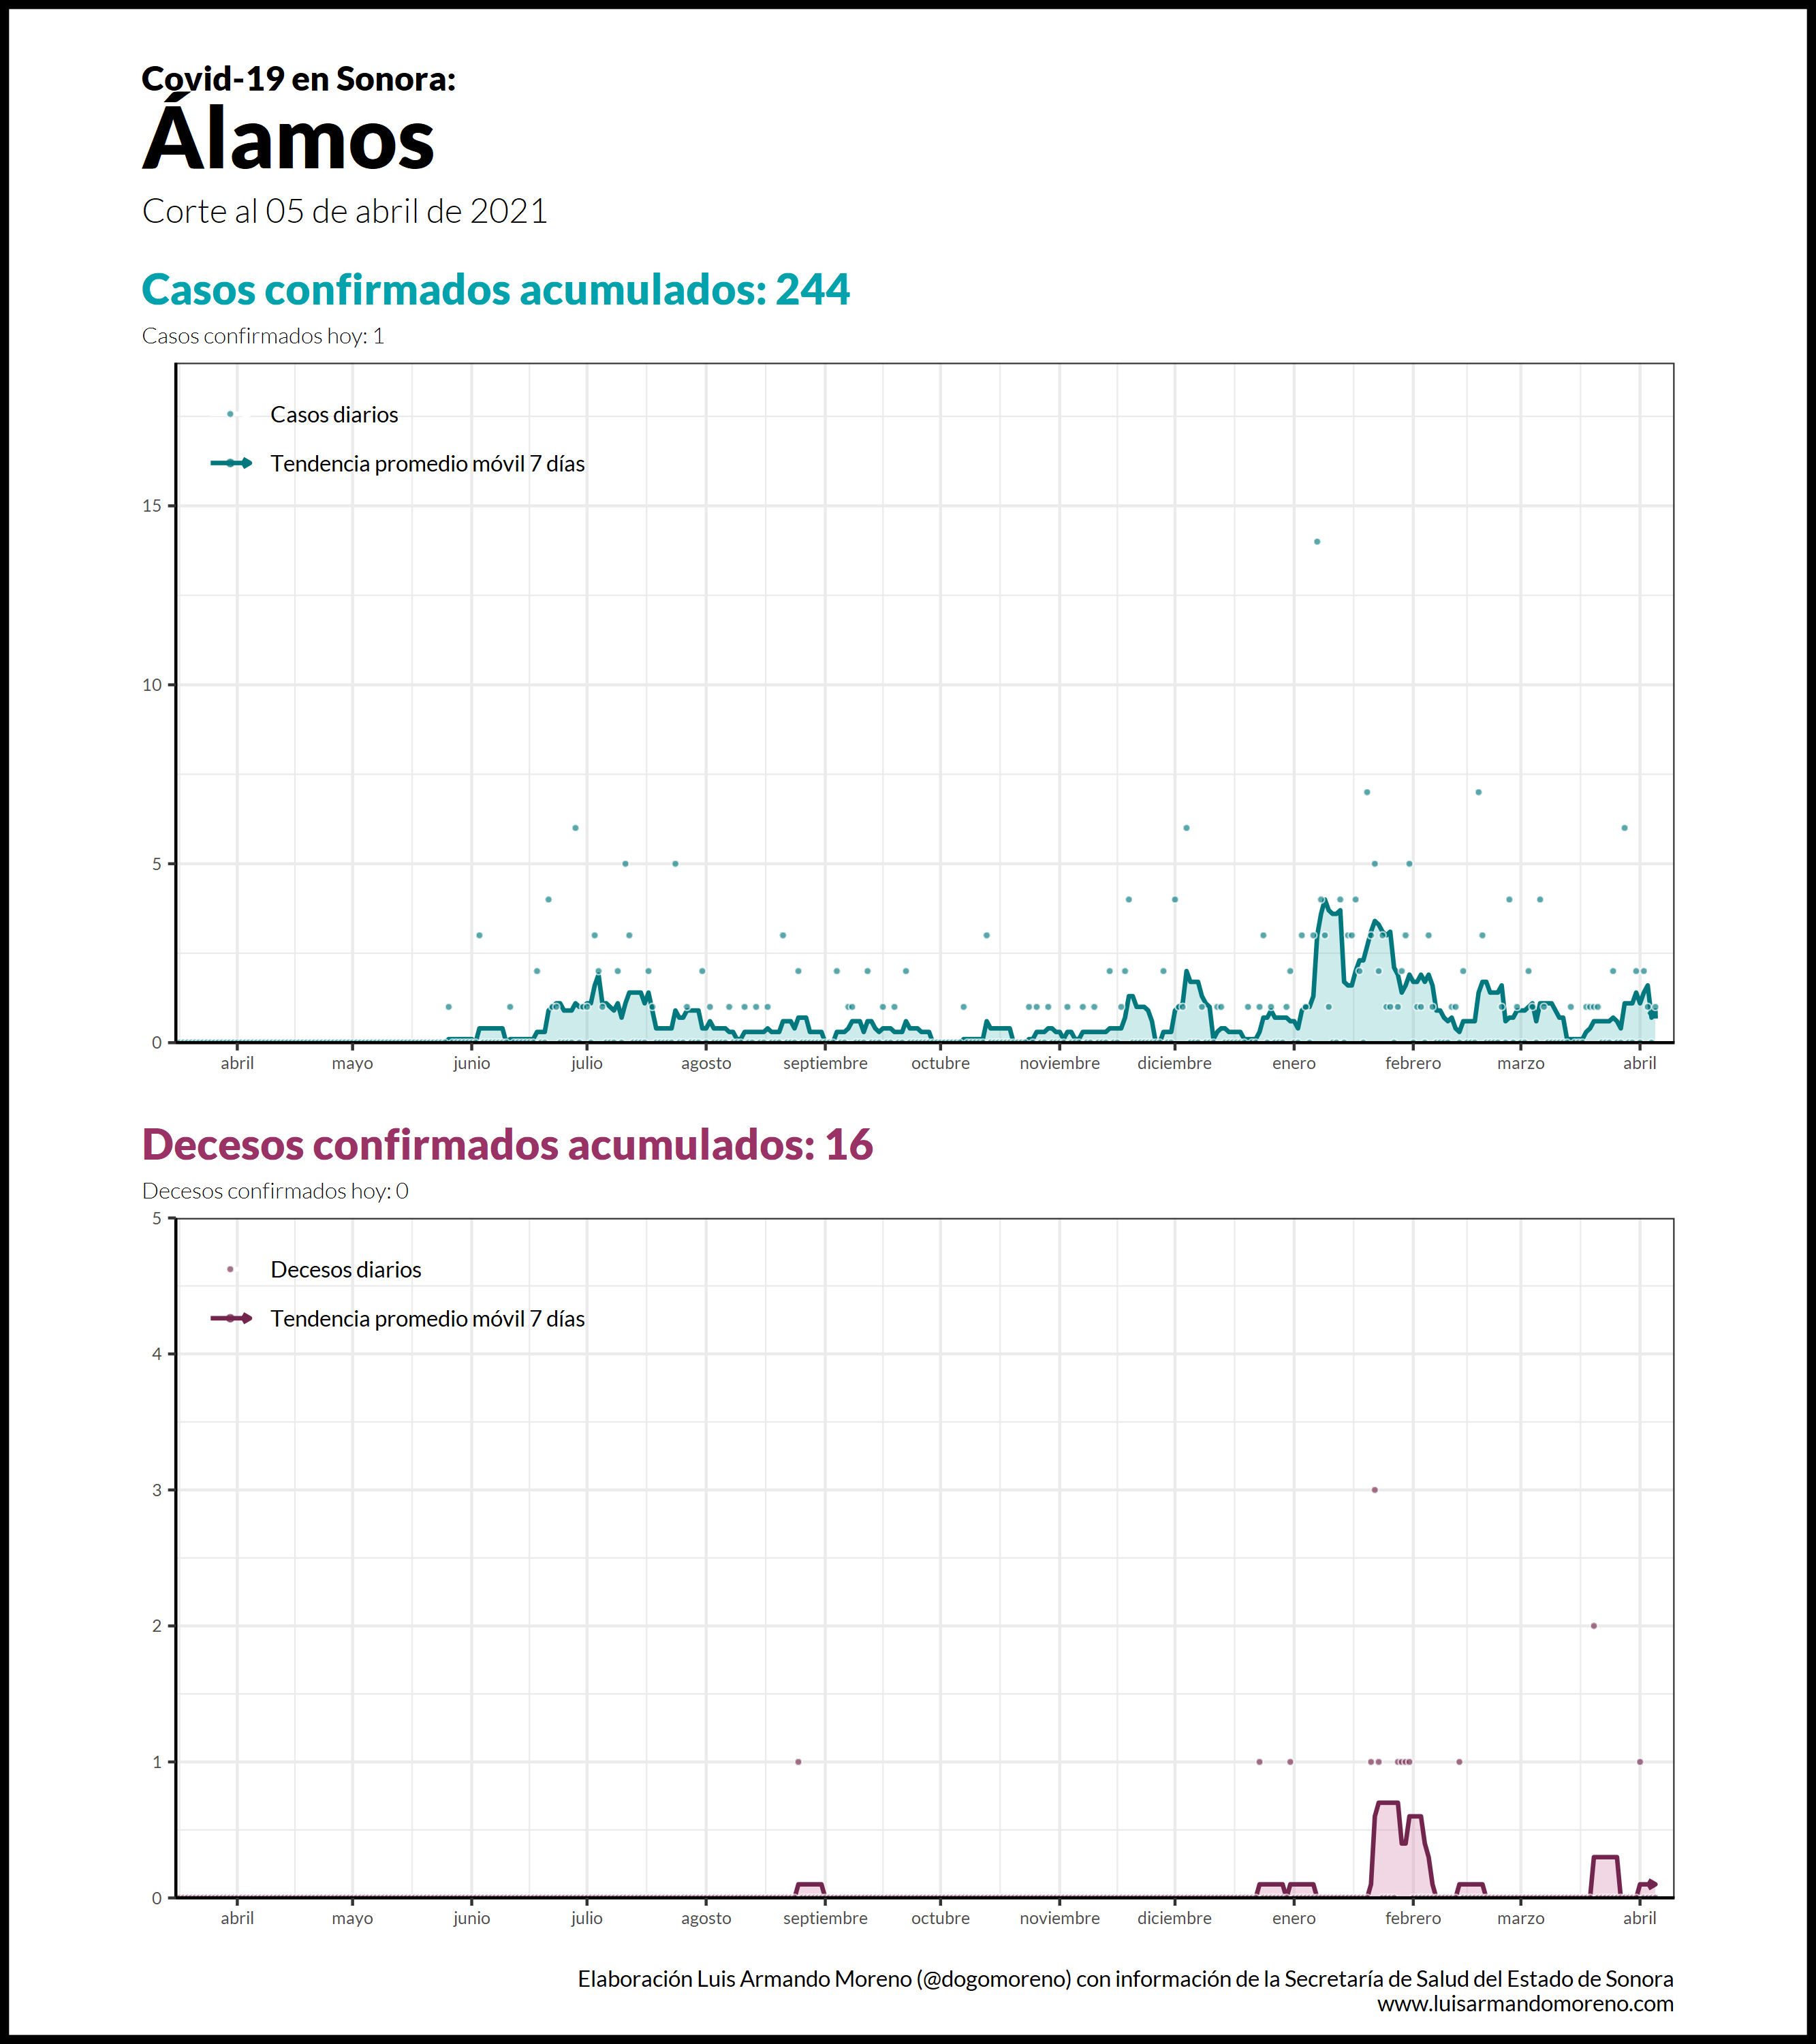 Covid-19 en Sonora:
Álamos
Corte al 05 de abril de 2021
Casos confirmados acumulados: 244
Casos confirmados hoy: 1
Casos diarios
Tendencia promedio móvil 7 días
15
10
5
0
abril mayo junio julio agosto septiembre octubre noviembre diciembre enero febrero marzo abril
Decesos confirmados acumulados: 16
Decesos confirmados hoy: 0
5
Decesos diarios
Tendencia promedio móvil 7 días
4
3
2
1
0
abril mayo junio julio agosto septiembre octubre noviembre diciembre enero febrero marzo abril
Elaboración Luis Armando Moreno (@dogomoreno) con información de la Secretaría de Salud del Estado de Sonora
www.luisarmandomoreno.com